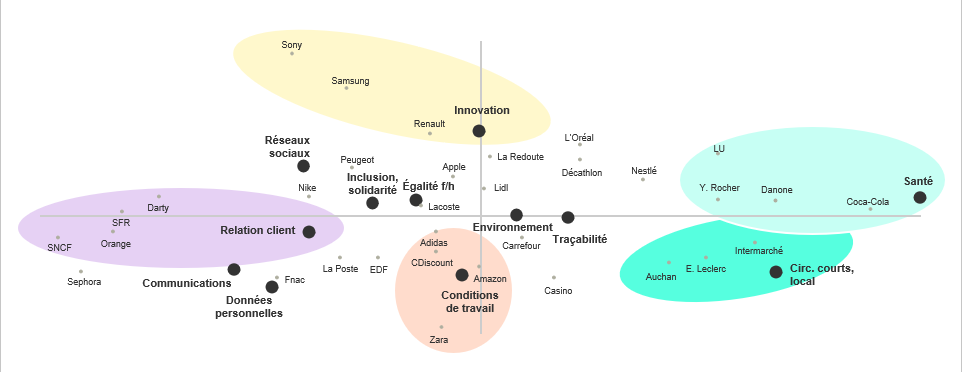 Sony
Samsung
Innovation
Renault
L'Oréal
Réseaux
sociaux
LU
Peugeot
La Redoute
Apple
Décathlon
Nestlé
Inclusion,
solidarité
Égalité f/h
Nike
Lidl
Y. Rocher
Danone
Santé
Coca-Cola
Darty
Lacoste
SFR
Relation client
Environnement
Traçabilité
Orange
SNCF
Adidas
Carrefour
Intermarché
CDiscount
La Poste
EDF
E. Leclerc
Auchan
Circ. courts,
local
Sephora
Communications
Fnac
Amazon
Casino
Données
personnelles
Conditions
de travail
Zara